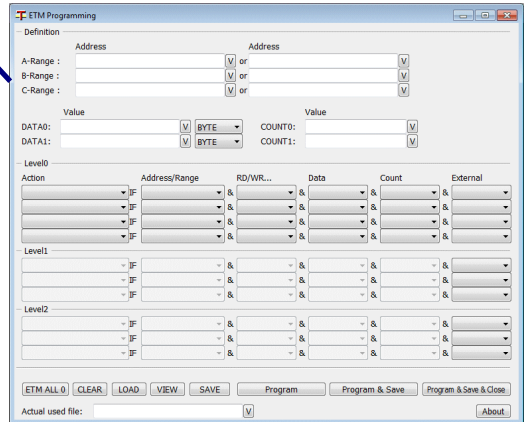 ETM Programming
Definition
Address Address
A-Range : V or V
B-Range : V or V
C-Range : V or V
Value Value
DATA0: V BYTE COUNT0: V
DATA1: V BYTE COUNT1: V
Level0
Action Address/Range RD/WR... Data Count External
IF & & & &
IF & & & &
IF & & & &
IF & & & &
Level1
IF & & & &
IF & & & &
IF & & & &
Level2
IF & & & &
IF & & & &
IF & & & &
ETM ALL 0 CLEAR LOAD VIEW SAVE Program Program & Save Program & Save & Close
Actual used file: V About